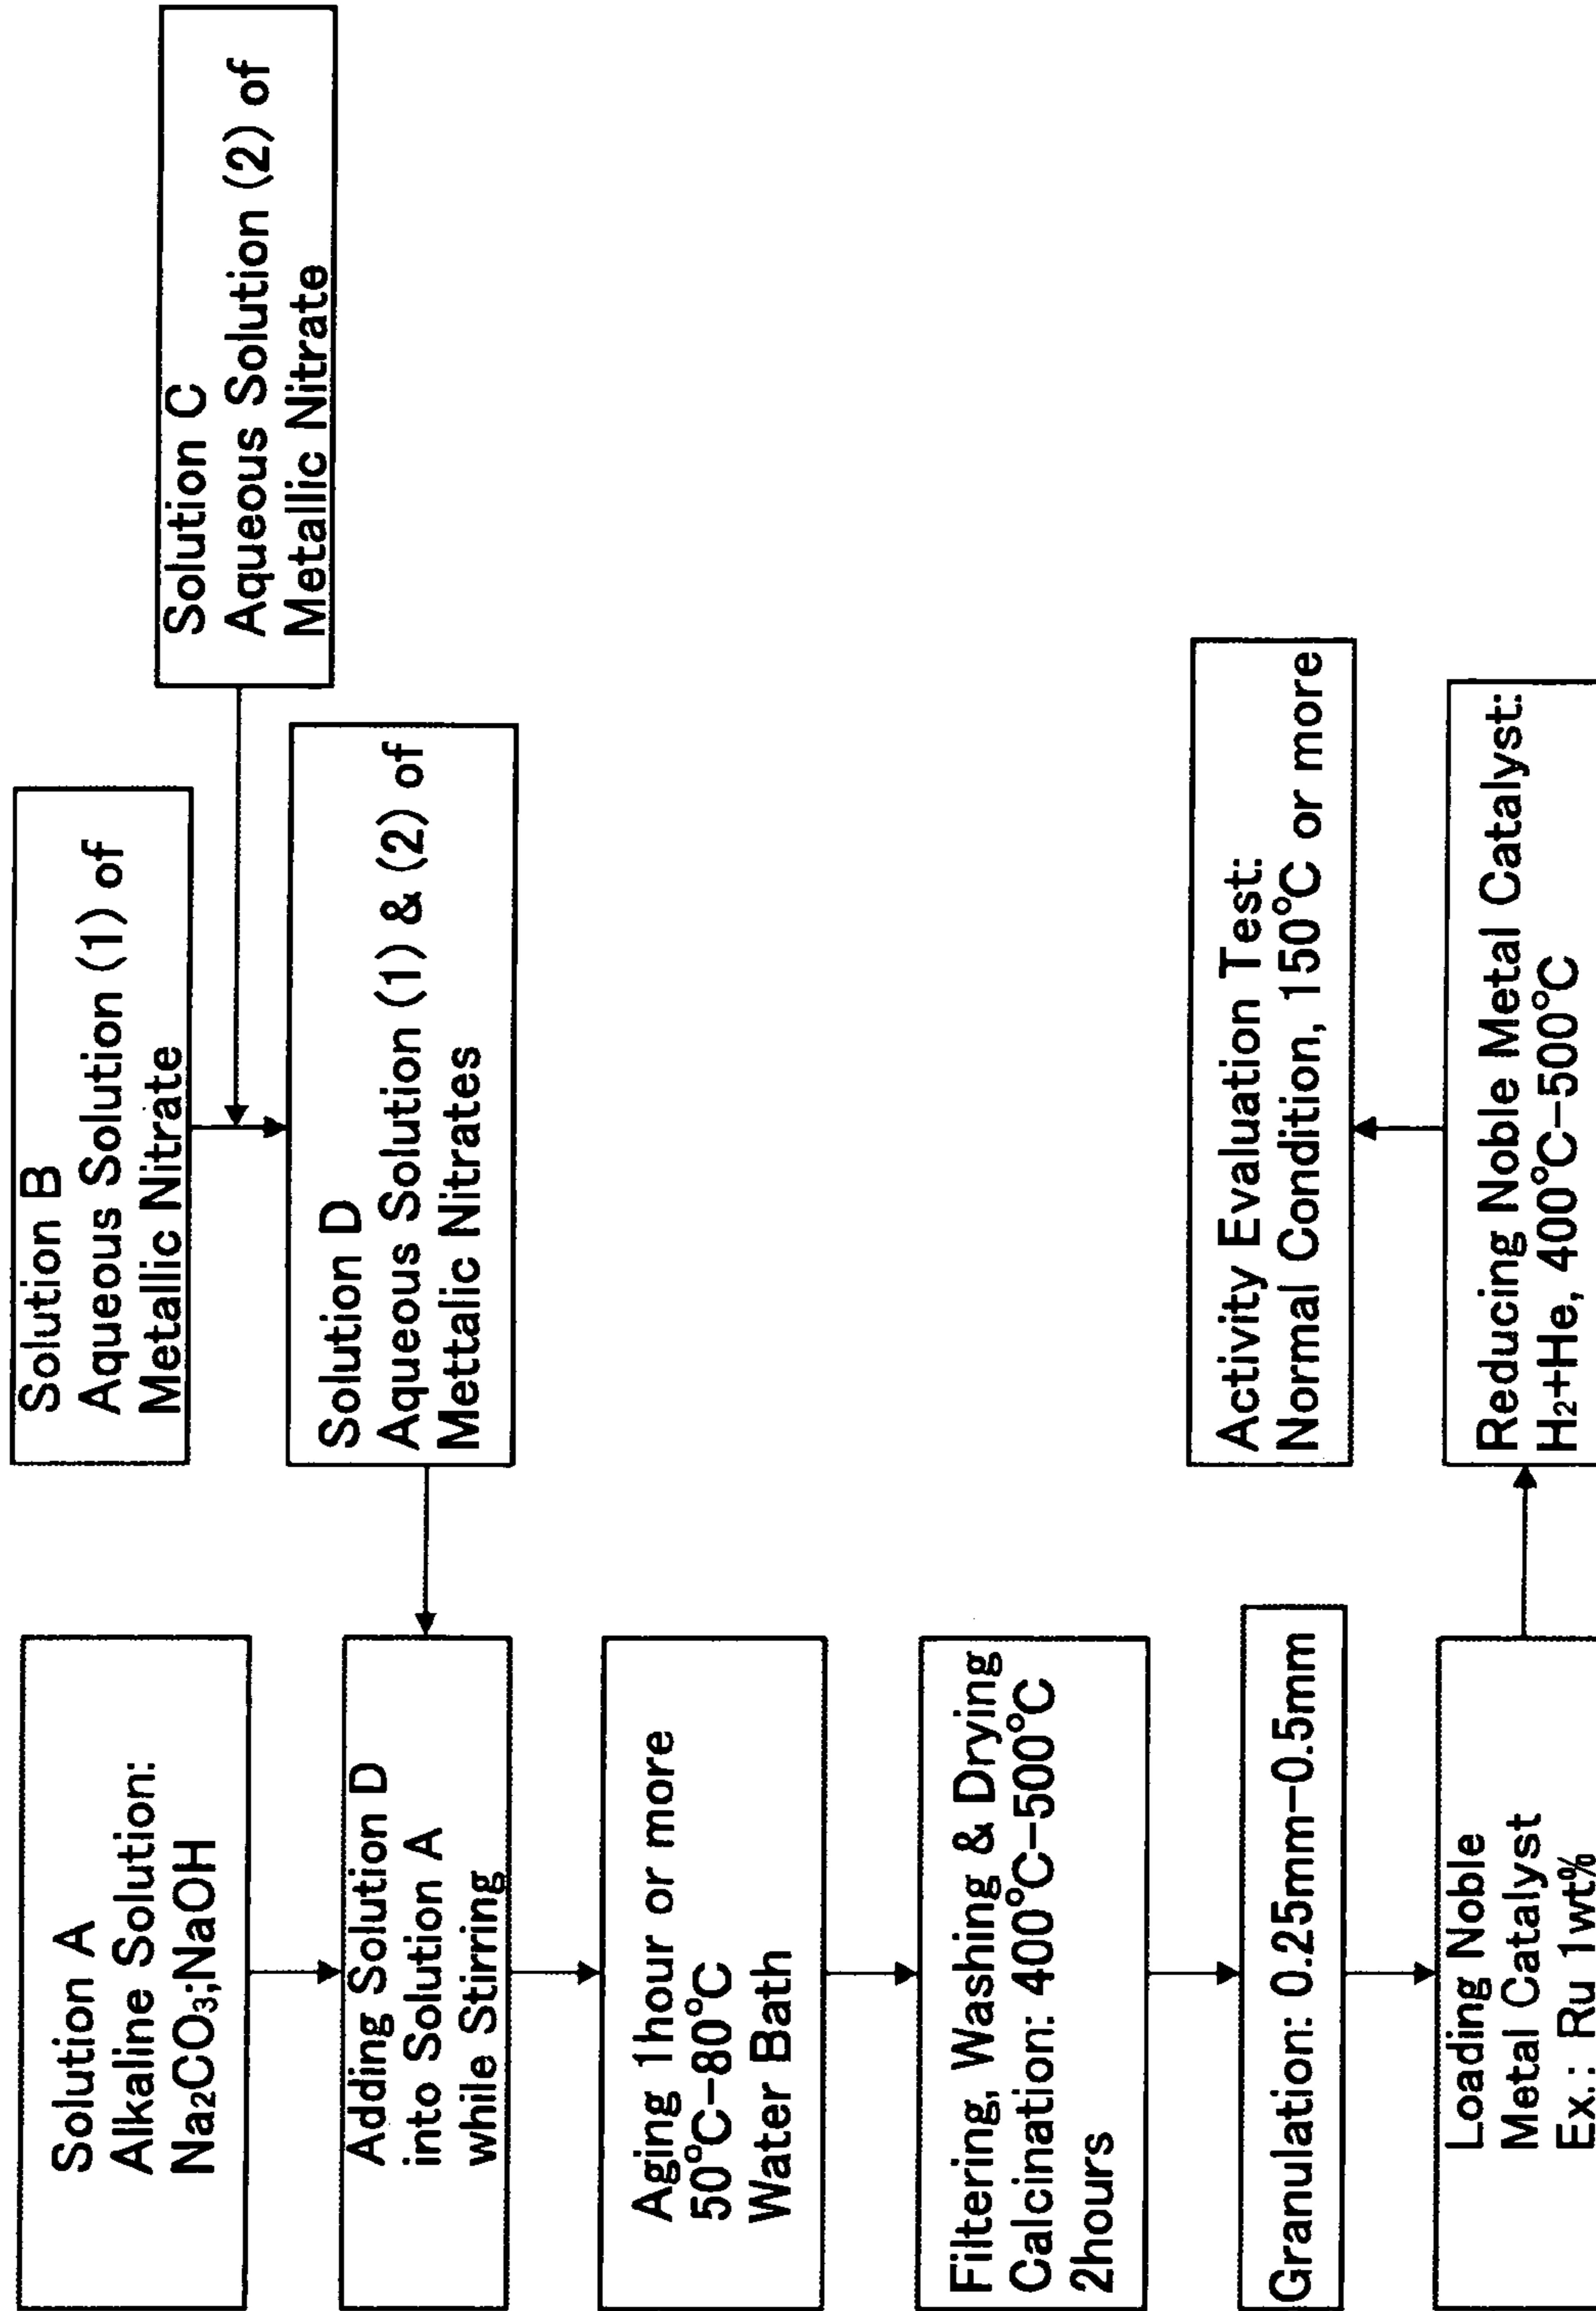 Solution A
Alkaline Solution:
Na₂CO₃;NaOH
Solution B
Aqueous Solution (1) of
Metallic Nitrate
Solution C
Aqueous Solution (2) of
Metallic Nitrate
Solution D
Aqueous Solution (1) & (2) of
Mettalic Nitrates
Adding Solution D
into Solution A
while Stirring
Aging 1hour or more
50°C-80°C
Water Bath
Filtering, Washing & Drying
Calcination: 400°C-500°C
2hours
Granulation: 0.25mm-0.5mm
Loading Noble
Metal Catalyst
Ex.: Ru 1wt%
Reducing Noble Metal Catalyst:
H₂+He, 400°C-500°C
Activity Evaluation Test:
Normal Condition, 150°C or more